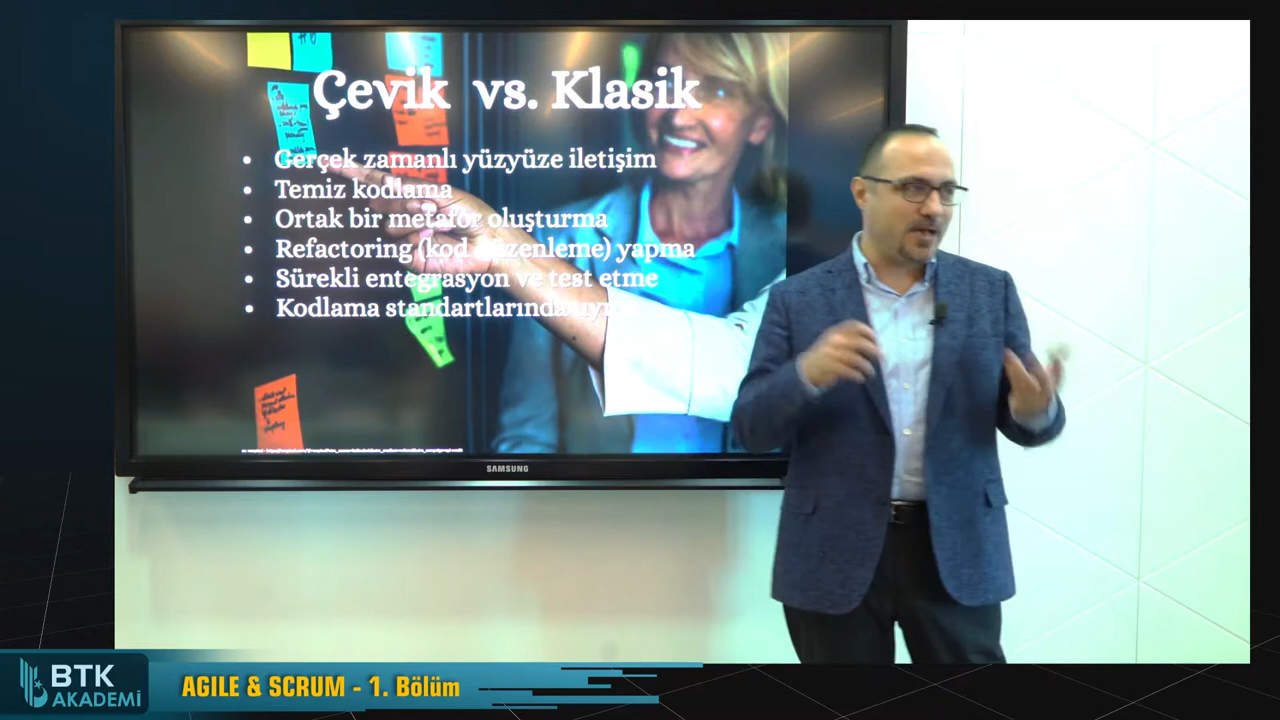 Çevik vs. Klasik
• Gerçek zamanlı yüzyüze iletişim
• Temiz kodlama
• Ortak bir metafor oluşturma
• Refactoring (kod düzenleme) yapma
• Sürekli entegrasyon ve test etme
• Kodlama standartlarında
SAMSUNG
BTK
AKADEMİ
AGILE & SCRUM - 1. Bölüm